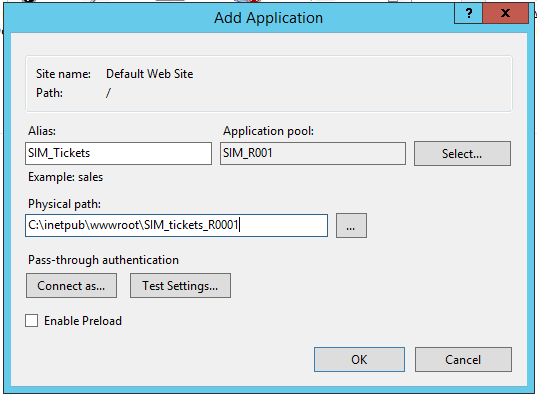 Add Application
?
x
Site name: Default Web Site
Path: /
Alias: Application pool:
SIM_Tickets SIM_R001 Select...
Example: sales
Physical path:
C:\inetpub\wwwroot\SIM_tickets_R0001 ...
Pass-through authentication
Connect as... Test Settings...
Enable Preload
OK Cancel